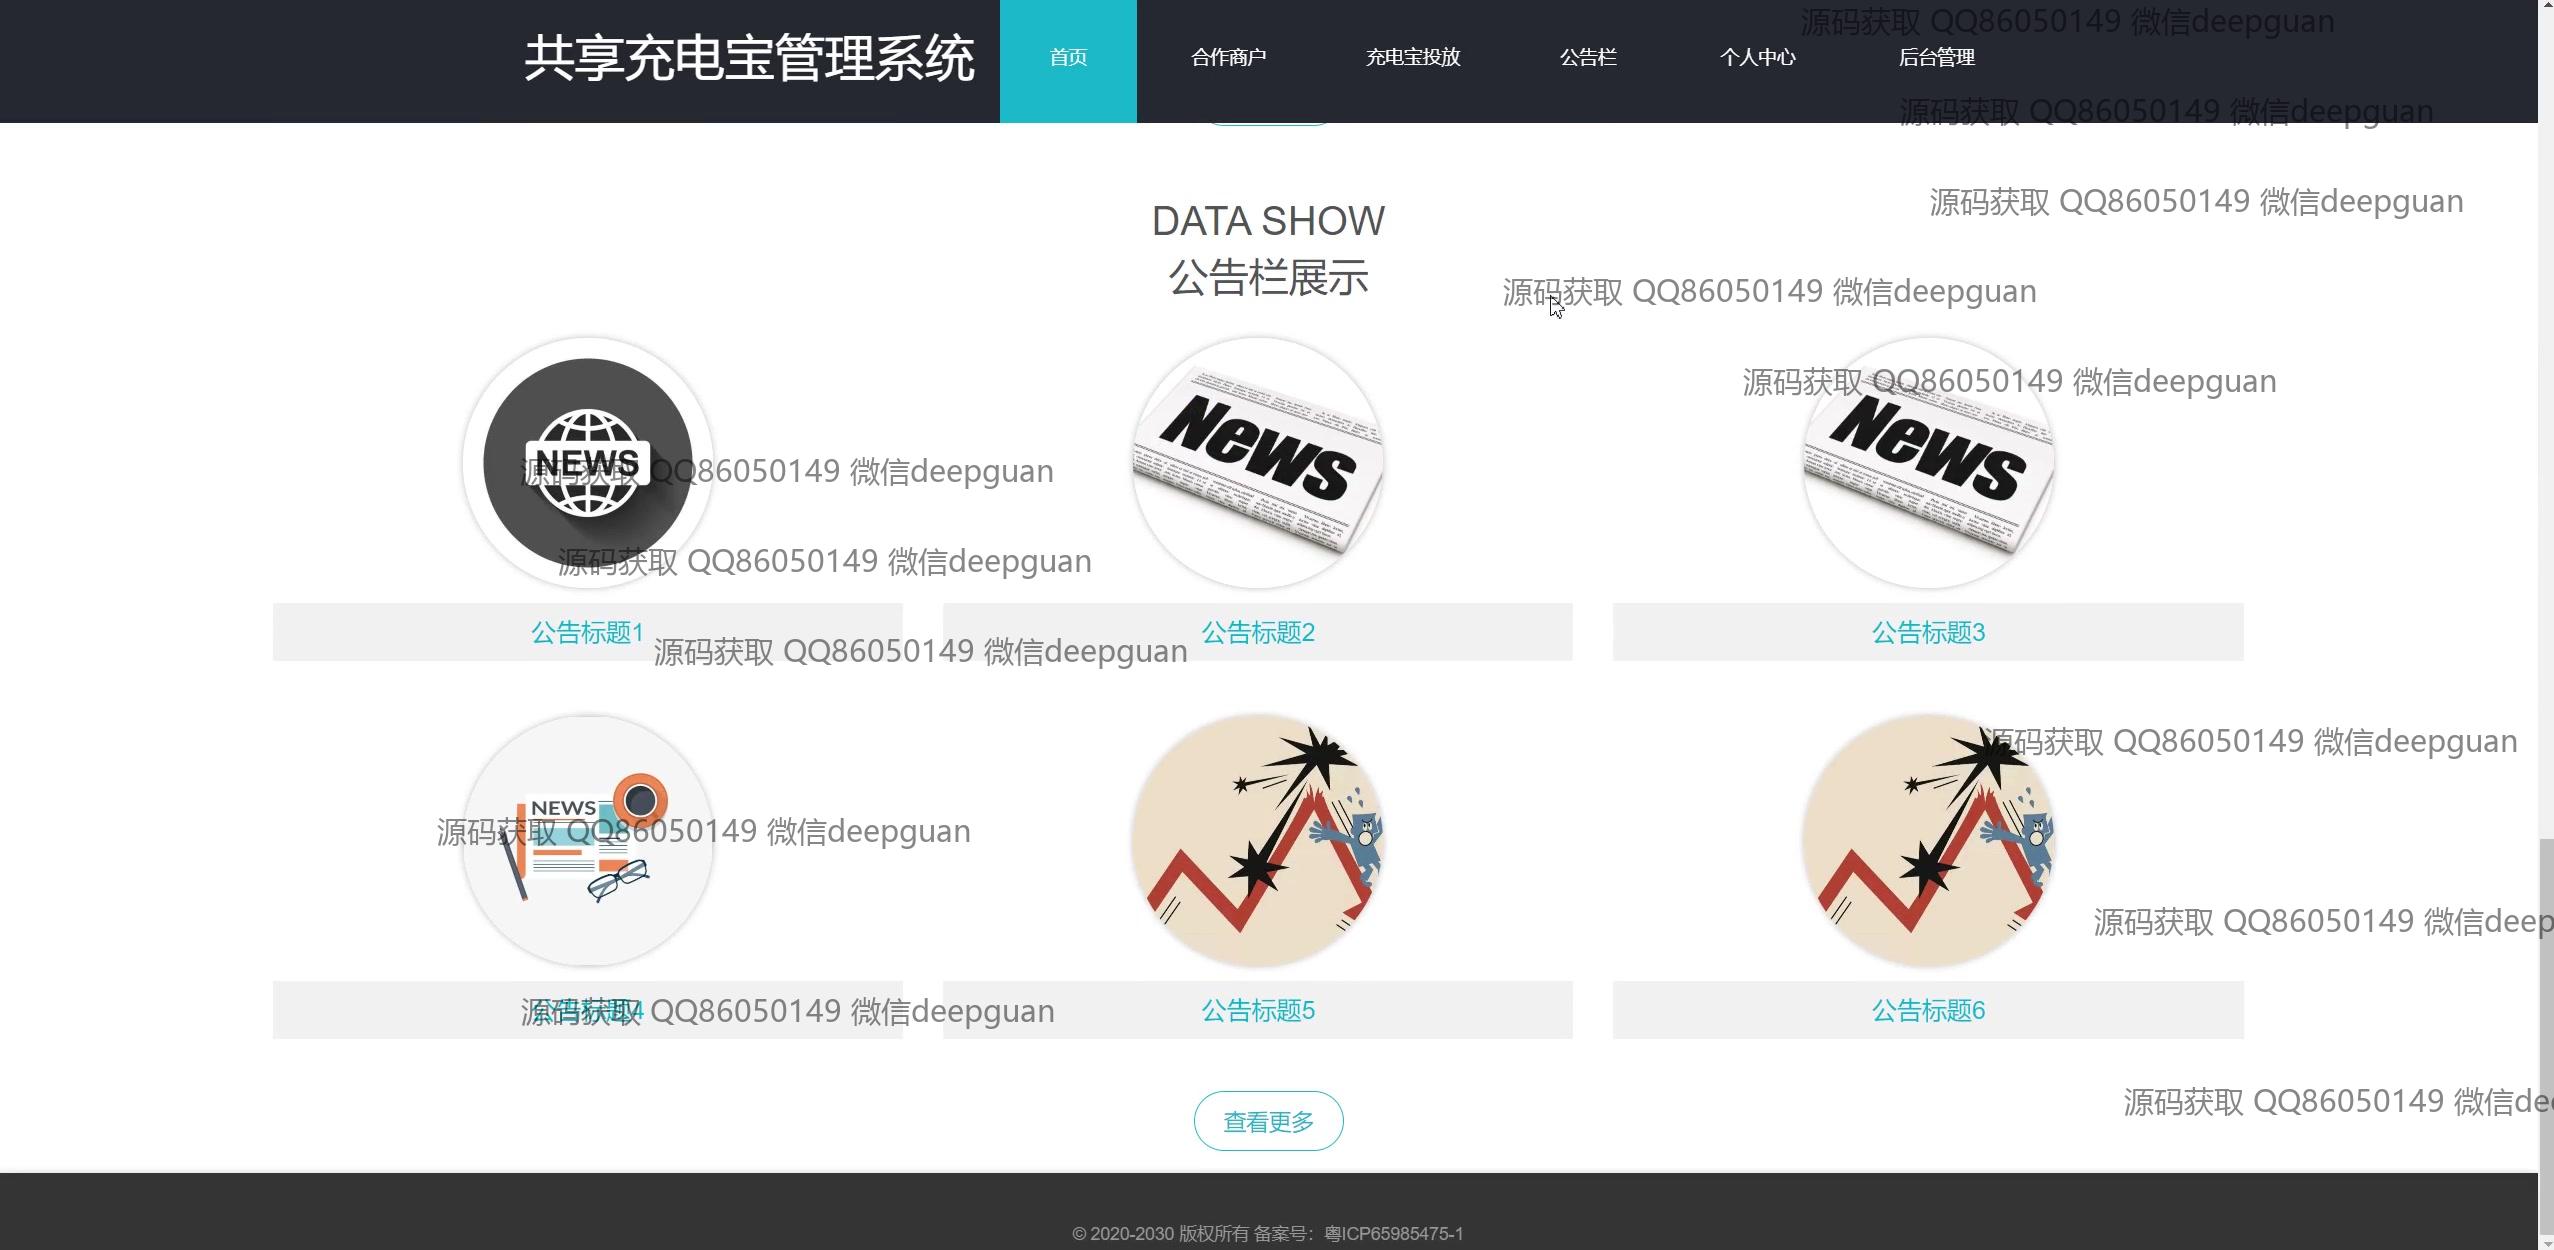 共享充电宝管理系统
首页
合作商户
充电宝投放
公告栏
个人中心
后台管理
源码获取 QQ86050149 微信deepguan
源码获取 QQ86050149 微信deepguan
源码获取 QQ86050149 微信deepguan
DATA SHOW
公告栏展示
源码获取 QQ86050149 微信deepguan
源码获取 QQ86050149 微信deepguan
NEWS
News
News
源码获取 QQ86050149 微信deepguan
源码获取 QQ86050149 微信deepguan
公告标题1
公告标题2
公告标题3
源码获取 QQ86050149 微信deepguan
源码获取 QQ86050149 微信deepguan
NEWS
源码获取 QQ86050149 微信deepguan
源码获取 QQ86050149 微信deep
公告标题4
源码获取 QQ86050149 微信deepguan
公告标题5
公告标题6
源码获取 QQ86050149 微信dee
查看更多
© 2020-2030 版权所有 备案号：粤ICP65985475-1